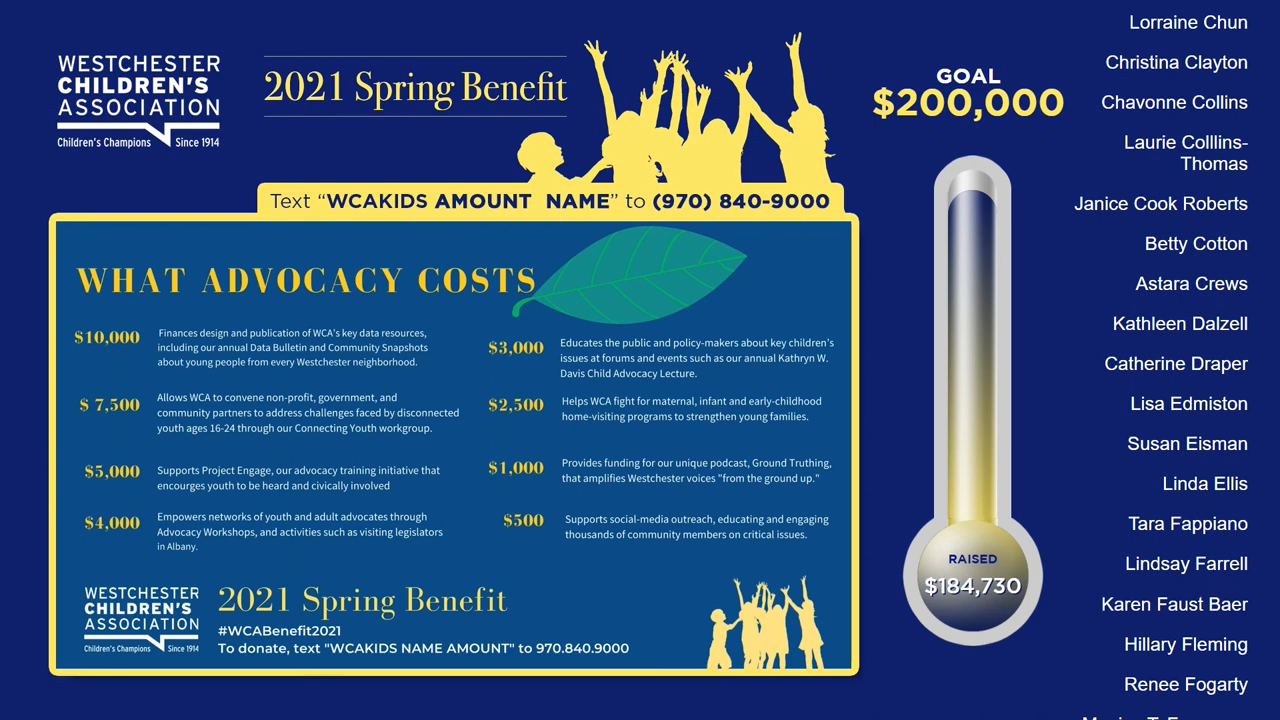 WESTCHESTER
CHILDREN'S
ASSOCIATION
Children's Champions Since 1914
2021 Spring Benefit
Text “WCAKIDS AMOUNT NAME” to (970) 840-9000
WHAT ADVOCACY COSTS
$10,000
Finances design and publication of WCA's key data resources,
including our annual Data Bulletin and Community Snapshots
about young people from every Westchester neighborhood.
$ 7,500
Allows WCA to convene non-profit, government, and
community partners to address challenges faced by disconnected
youth ages 16-24 through our Connecting Youth workgroup.
$5,000
Supports Project Engage, our advocacy training initiative that
encourges youth to be heard and civically involved
$4,000
Empowers networks of youth and adult advocates through
Advocacy Workshops, and activities such as visiting legislators
in Albany.
$3,000
Educates the public and policy-makers about key children's
issues at forums and events such as our annual Kathryn W.
Davis Child Advocacy Lecture.
$2,500
Helps WCA fight for maternal, infant and early-childhood
home-visiting programs to strengthen young families.
$1,000
Provides funding for our unique podcast, Ground Truthing,
that amplifies Westchester voices "from the ground up."
$500
Supports social-media outreach, educating and engaging
thousands of community members on critical issues.
WESTCHESTER
CHILDREN'S
ASSOCIATION
Children's Champions Since 1914
2021 Spring Benefit
#WCABenefit2021
To donate, text "WCAKIDS NAME AMOUNT" to 970.840.9000
GOAL
$200,000
RAISED
$184,730
Lorraine Chun
Christina Clayton
Chavonne Collins
Laurie Colllins-
Thomas
Janice Cook Roberts
Betty Cotton
Astara Crews
Kathleen Dalzell
Catherine Draper
Lisa Edmiston
Susan Eisman
Linda Ellis
Tara Fappiano
Lindsay Farrell
Karen Faust Baer
Hillary Fleming
Renee Fogarty